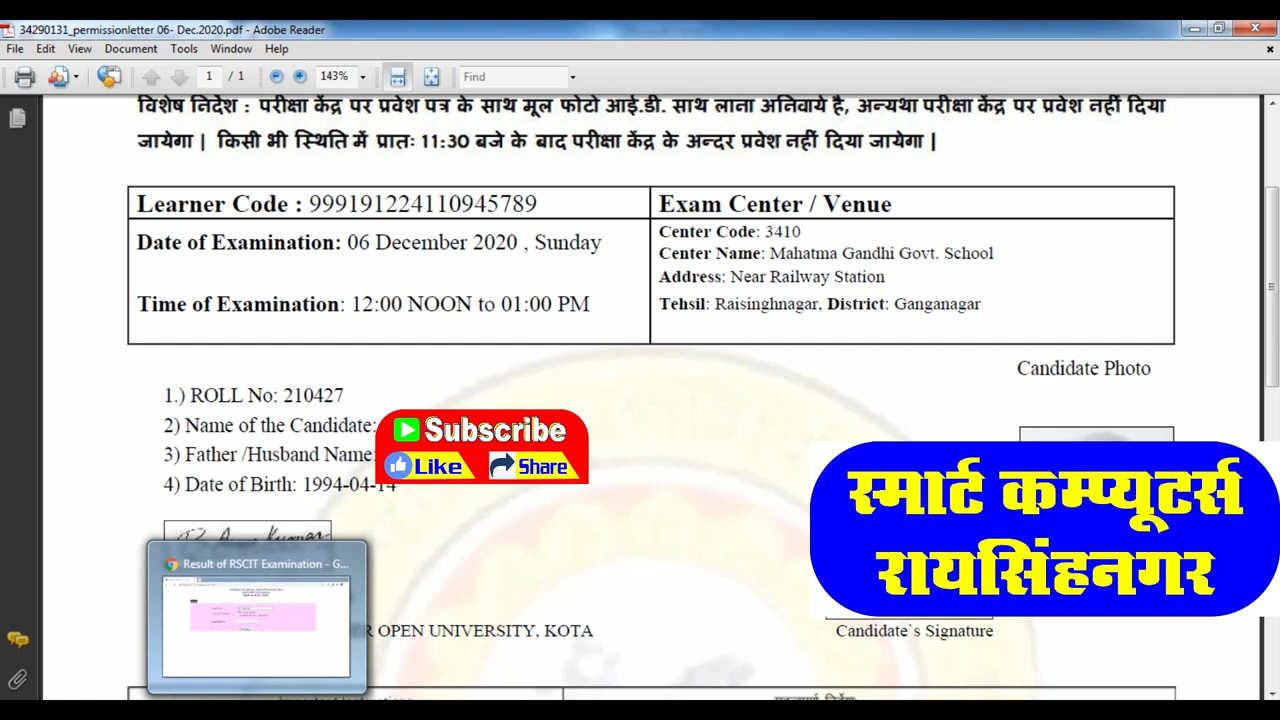 34290131_permissionletter 06- Dec.2020.pdf - Adobe Reader
File Edit View Document Tools Window Help
1 / 1 143% Find
विशेष निर्देश : परीक्षा केंद्र पर प्रवेश पत्र के साथ मूल फोटो आई.डी. साथ लाना अनिवार्य है, अन्यथा परीक्षा केंद्र पर प्रवेश नहीं दिया
जायेगा | किसी भी स्थिति में प्रातः 11:30 बजे के बाद परीक्षा केंद्र के अन्दर प्रवेश नहीं दिया जायेगा |
Learner Code : 999191224110945789
Date of Examination: 06 December 2020 , Sunday
Time of Examination: 12:00 NOON to 01:00 PM
Exam Center / Venue
Center Code: 3410
Center Name: Mahatma Gandhi Govt. School
Address: Near Railway Station
Tehsil: Raisinghnagar, District: Ganganagar
Candidate Photo
1.) ROLL No: 210427
2) Name of the Candidate:
3) Father /Husband Name:
4) Date of Birth: 1994-04-14
Subscribe
Like Share
स्मार्ट कम्प्यूटर्स
रायसिंहनगर
Result of RSCIT Examination - G...
OPEN UNIVERSITY, KOTA
Candidate`s Signature